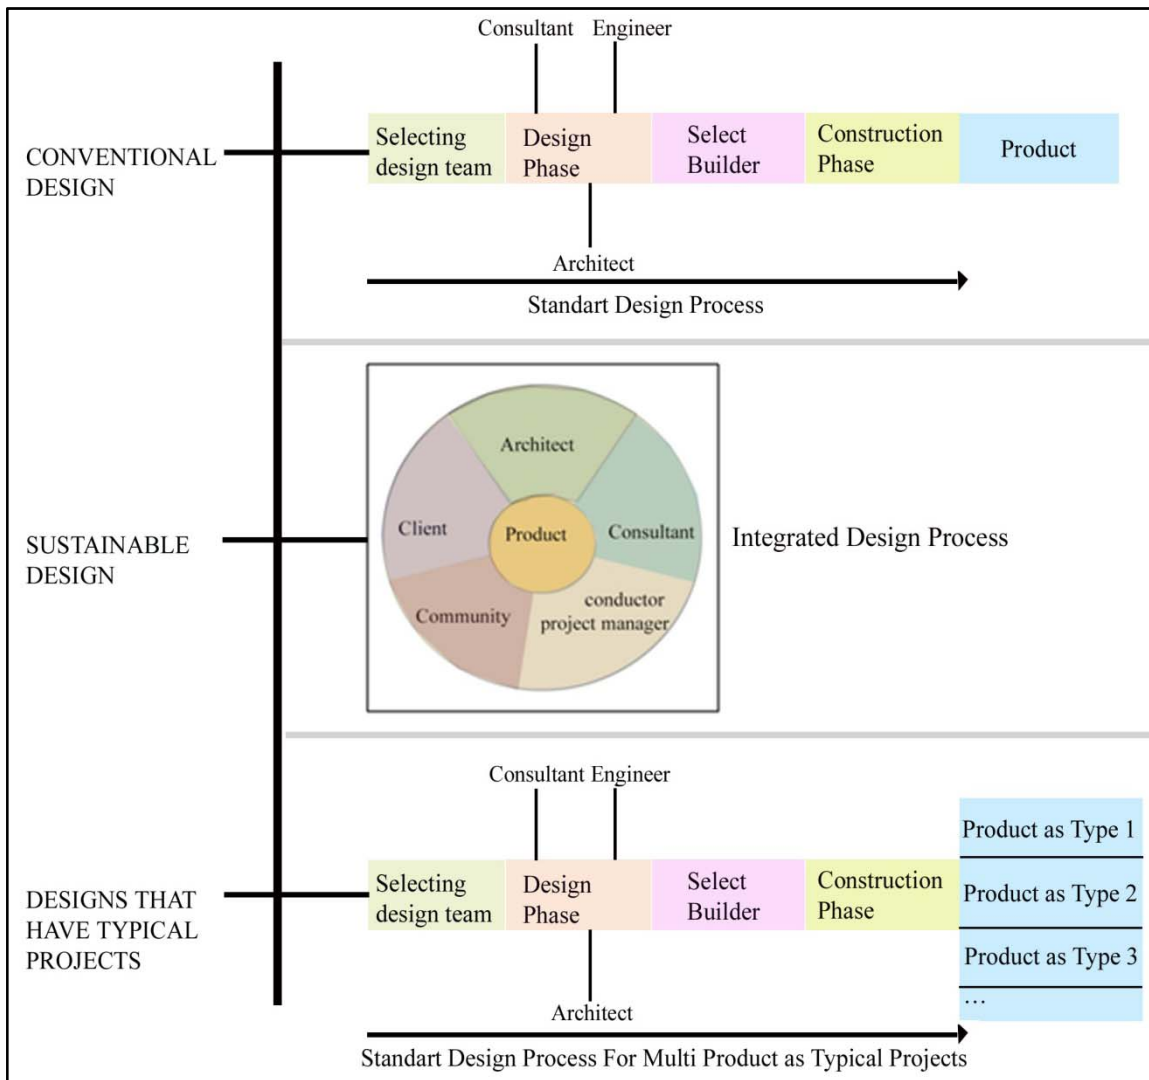 Consultant Engineer
CONVENTIONAL
DESIGN
Selecting
design team
Design
Phase
Select
Builder
Construction
Phase
Product
Architect
Standart Design Process
SUSTAINABLE
DESIGN
Architect
Client
Product
Consultant
Community
conductor
project manager
Integrated Design Process
Consultant Engineer
DESIGNS THAT
HAVE TYPICAL
PROJECTS
Selecting
design team
Design
Phase
Select
Builder
Construction
Phase
Product as Type 1
Product as Type 2
Product as Type 3
...
Architect
Standart Design Process For Multi Product as Typical Projects